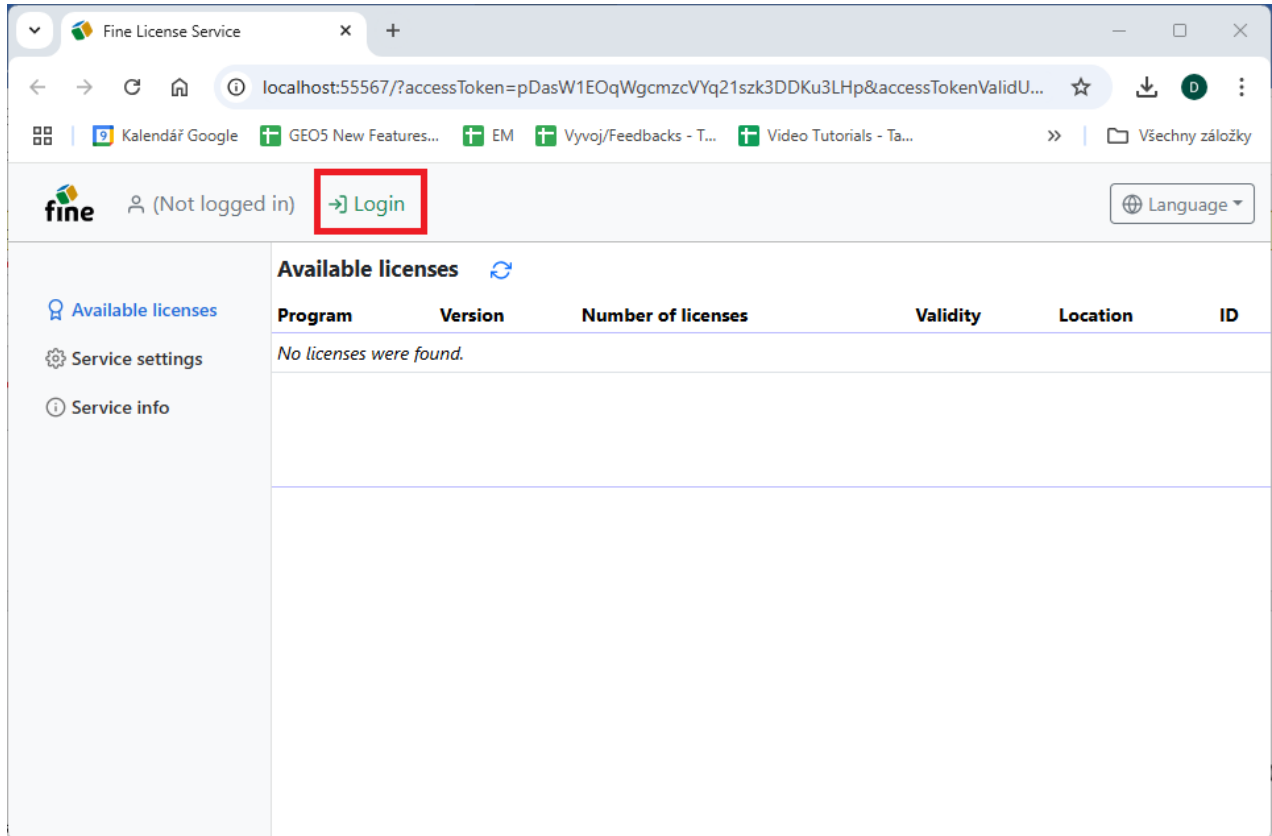 Fine License Service
localhost:55567/?accessToken=pDasW1EOqWgcmzcVYq21szk3DDKu3LHp&accessTokenValidU...
D
9 Kalendář Google GEO5 New Features... EM Vyvoj/Feedbacks - T... Video Tutorials - Ta... » Všechny záložky
fine (Not logged in) Login Language
Available licenses
Available licenses
Service settings
Service info
Program Version Number of licenses Validity Location ID
No licenses were found.